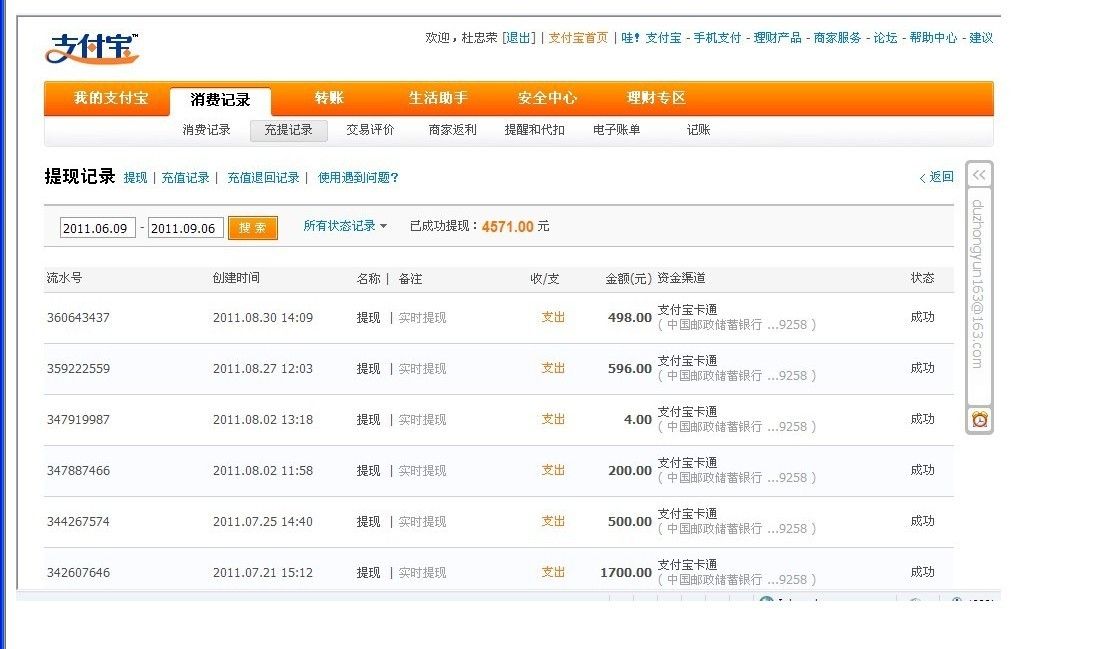 支付宝™
欢迎，杜忠荣 [退出] | 支付宝首页 | 哇! 支付宝 - 手机支付 - 理财产品 - 商家服务 - 论坛 - 帮助中心 - 建议
我的支付宝 消费记录 转账 生活助手 安全中心 理财专区
消费记录 充提记录 交易评价 商家返利 提醒和代扣 电子账单 记账
提现记录 提现 | 充值记录 | 充值退回记录 | 使用遇到问题? < 返回
2011.06.09 - 2011.09.06 搜索 所有状态记录 已成功提现：4571.00 元
流水号 创建时间 名称 | 备注 收/支 金额(元) 资金渠道 状态
360643437 2011.08.30 14:09 提现 | 实时提现 支出 498.00 支付宝卡通 成功
( 中国邮政储蓄银行 ...9258 )
359222559 2011.08.27 12:03 提现 | 实时提现 支出 596.00 支付宝卡通 成功
( 中国邮政储蓄银行 ...9258 )
347919987 2011.08.02 13:18 提现 | 实时提现 支出 4.00 支付宝卡通 成功
( 中国邮政储蓄银行 ...9258 )
347887466 2011.08.02 11:58 提现 | 实时提现 支出 200.00 支付宝卡通 成功
( 中国邮政储蓄银行 ...9258 )
344267574 2011.07.25 14:40 提现 | 实时提现 支出 500.00 支付宝卡通 成功
( 中国邮政储蓄银行 ...9258 )
342607646 2011.07.21 15:12 提现 | 实时提现 支出 1700.00 支付宝卡通 成功
( 中国邮政储蓄银行 ...9258 )
<<
duzhongyun163@163.com